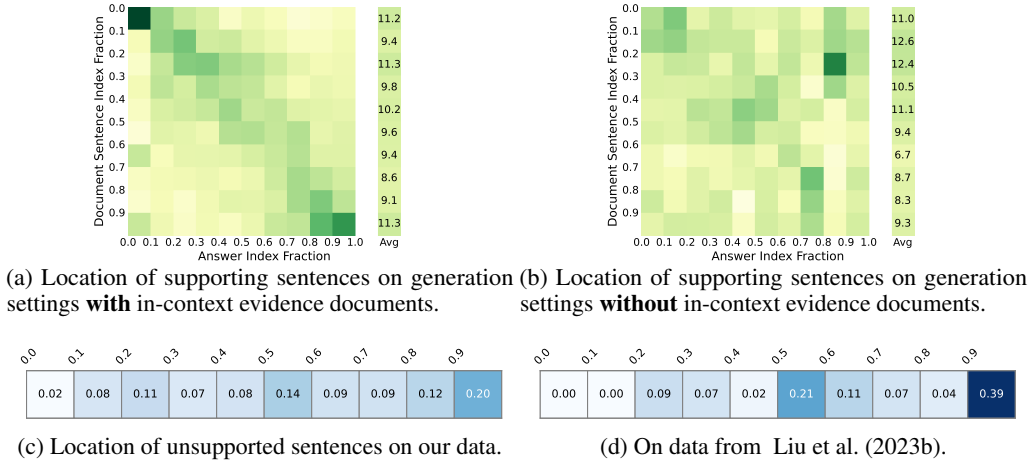 0.0
0.1
0.2
0.3
0.4
0.5
0.6
0.7
0.8
0.9
Document Sentence Index Fraction
0.0 0.1 0.2 0.3 0.4 0.5 0.6 0.7 0.8 0.9 1.0
Answer Index Fraction
11.2
9.4
11.3
9.8
10.2
9.6
9.4
8.6
9.1
11.3
Avg
0.0
0.1
0.2
0.3
0.4
0.5
0.6
0.7
0.8
0.9
Document Sentence Index Fraction
0.0 0.1 0.2 0.3 0.4 0.5 0.6 0.7 0.8 0.9 1.0
Answer Index Fraction
11.0
12.6
12.4
10.5
11.1
9.4
6.7
8.7
8.3
9.3
Avg
(a) Location of supporting sentences on generation
settings with in-context evidence documents.
(b) Location of supporting sentences on generation
settings without in-context evidence documents.
0.0 0.1 0.2 0.3 0.4 0.5 0.6 0.7 0.8 0.9
0.02 0.08 0.11 0.07 0.08 0.14 0.09 0.09 0.12 0.20
(c) Location of unsupported sentences on our data.
0.0 0.1 0.2 0.3 0.4 0.5 0.6 0.7 0.8 0.9
0.00 0.00 0.09 0.07 0.02 0.21 0.11 0.07 0.04 0.39
(d) On data from Liu et al. (2023b).